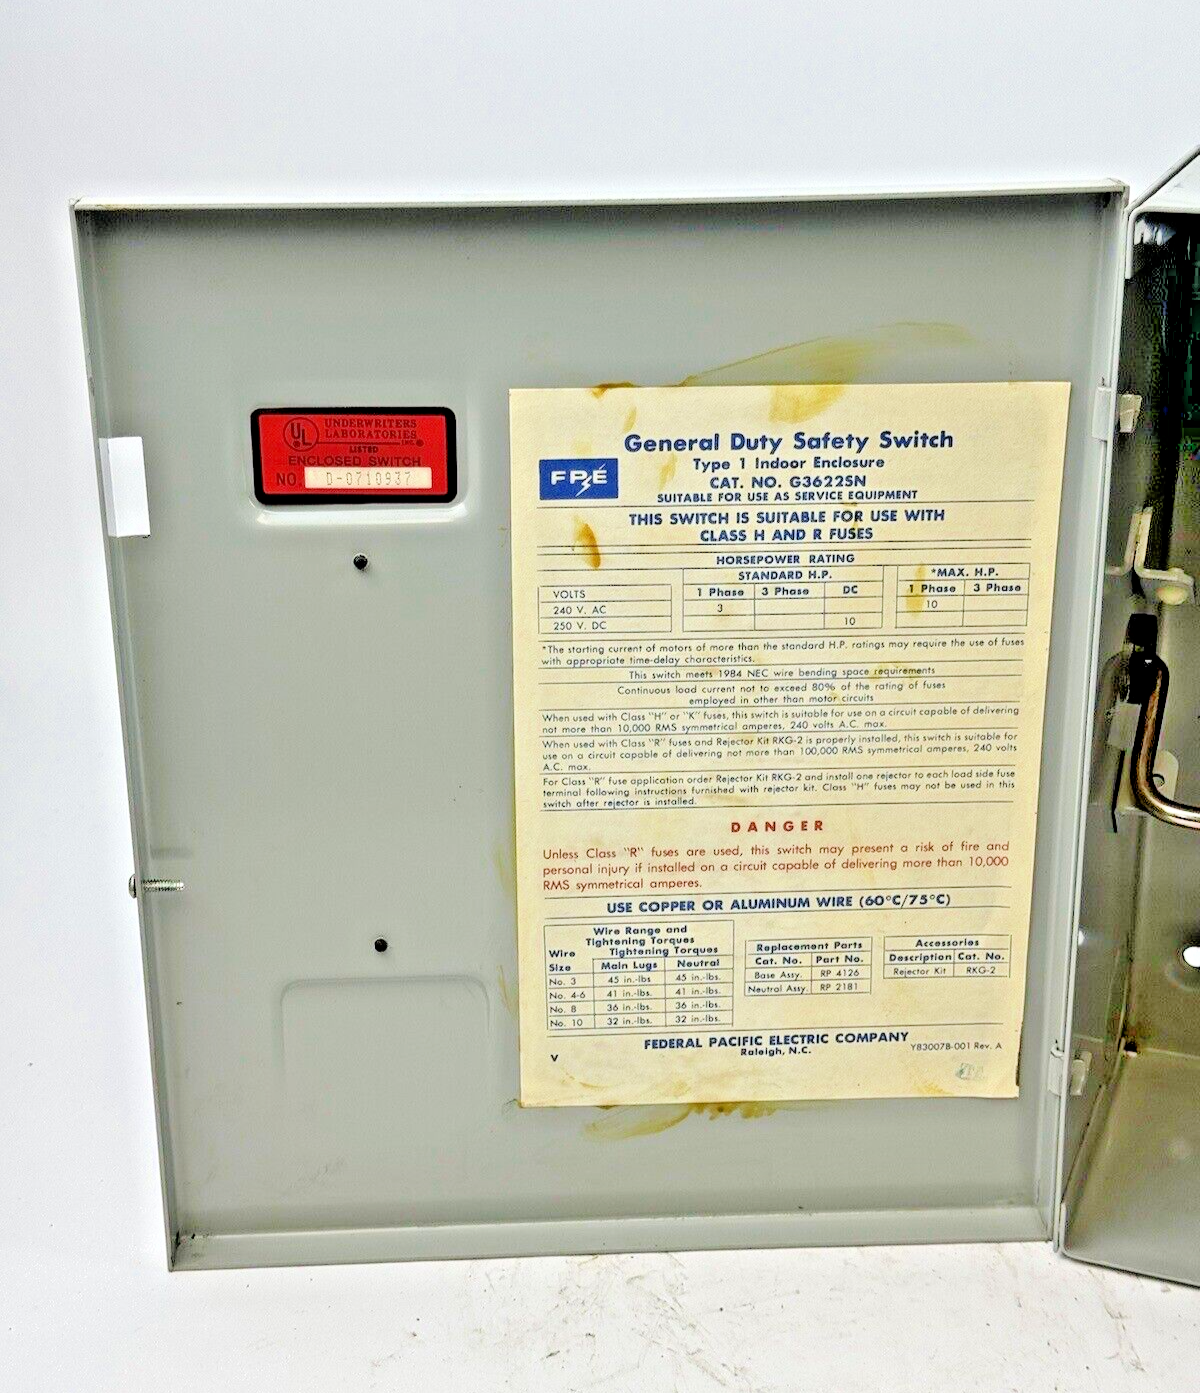 UL UNDERWRITERS
LABORATORIES
INC.®
LISTED
ENCLOSED SWITCH
NO. D-0710937
General Duty Safety Switch
FPE
Type 1 Indoor Enclosure
CAT. NO. G3622SN
SUITABLE FOR USE AS SERVICE EQUIPMENT
THIS SWITCH IS SUITABLE FOR USE WITH
CLASS H AND R FUSES
HORSEPOWER RATING
STANDARD H.P. *MAX. H.P.
VOLTS 1 Phase 3 Phase DC 1 Phase 3 Phase
240 V. AC 3 10
250 V. DC 10
*The starting current of motors of more than the standard H.P. ratings may require the use of fuses
with appropriate time-delay characteristics.
This switch meets 1984 NEC wire bending space requirements
Continuous load current not to exceed 80% of the rating of fuses
employed in other than motor circuits
When used with Class "H" or "K" fuses, this switch is suitable for use on a circuit capable of delivering
not more than 10,000 RMS symmetrical amperes, 240 volts A.C. max.
When used with Class "R" fuses and Rejector Kit RKG-2 is properly installed, this switch is suitable for
use on a circuit capable of delivering not more than 100,000 RMS symmetrical amperes, 240 volts
A.C. max.
For Class "R" fuse application order Rejector Kit RKG-2 and install one rejector to each load side fuse
terminal following instructions furnished with rejector kit. Class "H" fuses may not be used in this
switch after rejector is installed.
DANGER
Unless Class "R" fuses are used, this switch may present a risk of fire and
personal injury if installed on a circuit capable of delivering more than 10,000
RMS symmetrical amperes.
USE COPPER OR ALUMINUM WIRE (60°C/75°C)
Wire Range and
Tightening Torques
Wire Size Tightening Torques
Main Lugs Neutral
No. 3 45 in.-lbs 45 in.-lbs.
No. 4-6 41 in.-lbs. 41 in.-lbs.
No. 8 36 in.-lbs. 36 in.-lbs.
No. 10 32 in.-lbs. 32 in.-lbs.
Replacement Parts
Cat. No. Part No.
Base Assy. RP 4126
Neutral Assy. RP 2181
Accessories
Description Cat. No.
Rejector Kit RKG-2
FEDERAL PACIFIC ELECTRIC COMPANY
Raleigh, N.C.
V
YB3007B-001 Rev. A